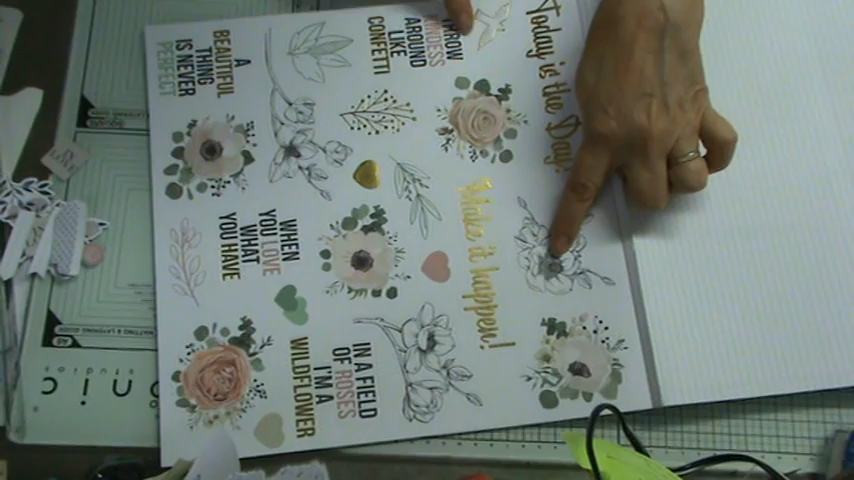 A
BEAUTIFUL
THING
IS NEVER
PERFECT
THROW
KINDNESS
AROUND
LIKE
CONFETTI
Today is the Day!
WHEN
YOU LOVE
WHAT
YOU HAVE
Make it happen!
IN A FIELD
OF ROSES
I'M A
WILDFLOWER
nic
studios